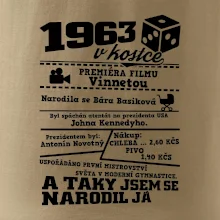 1963
v kostce
PREMIÉRA FILMU
Vinnetou
Narodila se Bára Basiková
Byl spáchán atentát na prezidenta USA
Johna Kennedyho.
Prezidentem byl:
Antonín Novotný
Nákup:
CHLEBA ... 2,60 KČS
PIVO
1,40 KČS
USPOŘÁDÁNO PRVNÍ MISTROVSTVÍ
SVĚTA V MODERNÍ GYMNASTICE.
A TAKY JSEM SE
NARODIL JÁ